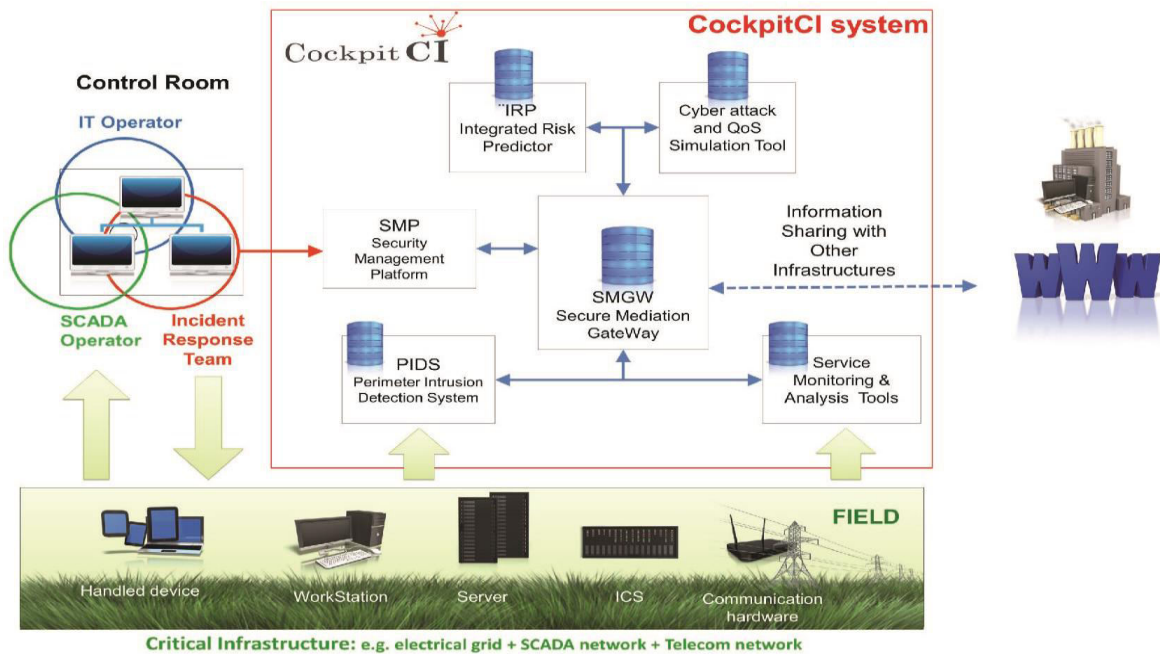 CockpitCI system
Cockpit CI
Control Room
IT Operator
SCADA
Operator
Incident
Response
Team
¨IRP
Integrated Risk
Predictor
Cyber attack
and QoS
Simulation Tool
SMP
Security
Management
Platform
SMGW
Secure Mediation
GateWay
Information
Sharing with
Other
Infrastructures
WWW
PIDS
Perimeter Intrusion
Detection System
Service
Monitoring &
Analysis Tools
FIELD
Handled device
WorkStation
Server
ICS
Communication
hardware
Critical Infrastructure: e.g. electrical grid + SCADA network + Telecom network